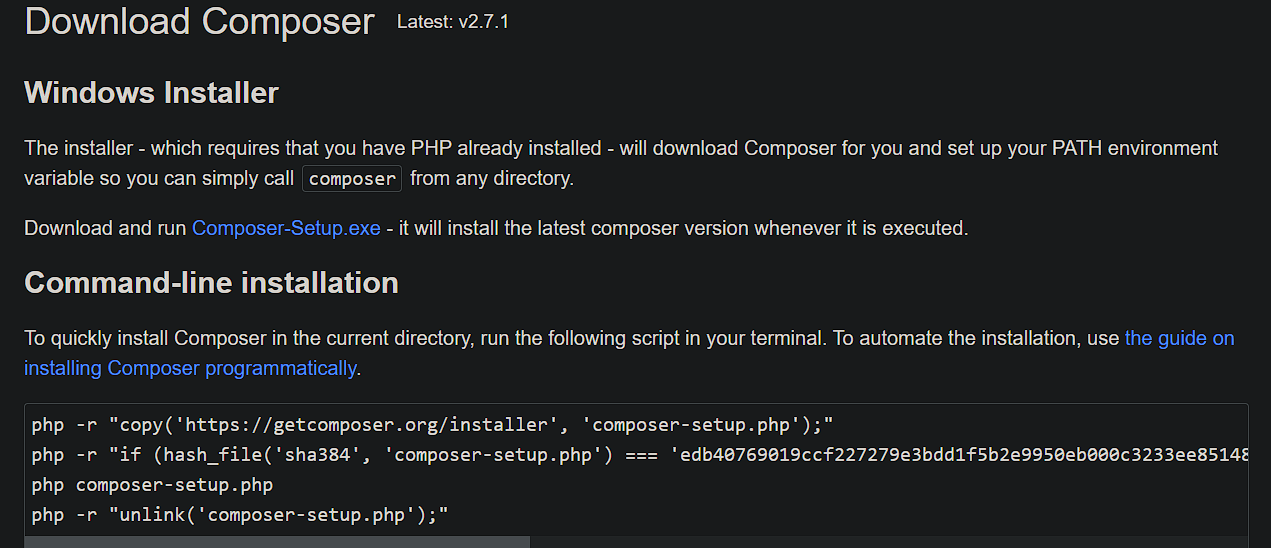 Download Composer Latest: v2.7.1
Windows Installer
The installer - which requires that you have PHP already installed - will download Composer for you and set up your PATH environment
variable so you can simply call composer from any directory.
Download and run Composer-Setup.exe - it will install the latest composer version whenever it is executed.
Command-line installation
To quickly install Composer in the current directory, run the following script in your terminal. To automate the installation, use the guide on
installing Composer programmatically.
php -r "copy('https://getcomposer.org/installer', 'composer-setup.php');"
php -r "if (hash_file('sha384', 'composer-setup.php') === 'edb40769019ccf227279e3bdd1f5b2e9950eb000c3233ee85148
php composer-setup.php
php -r "unlink('composer-setup.php');"